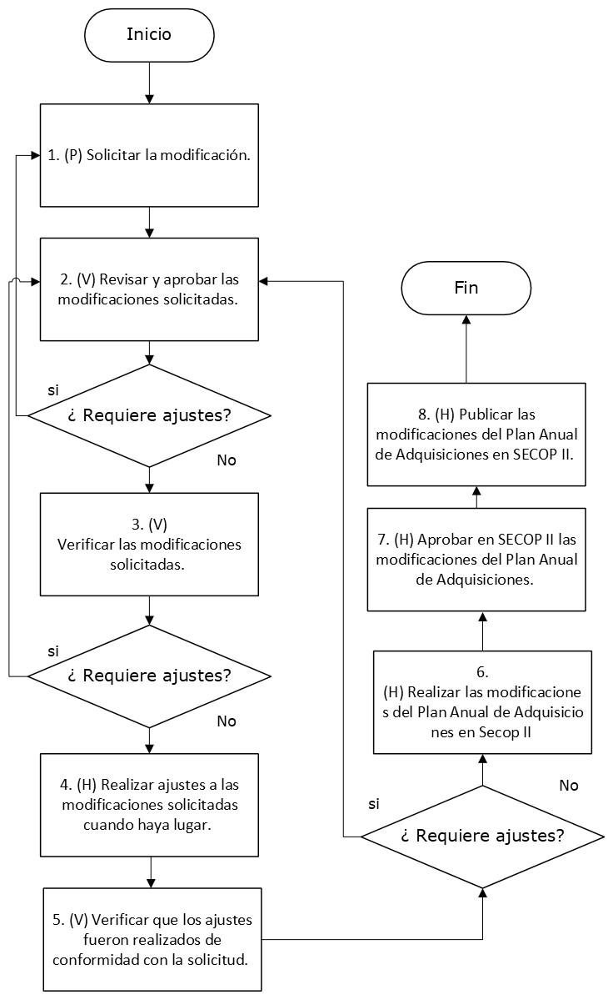 Inicio
1. (P) Solicitar la modificación.
2. (V) Revisar y aprobar las
modificaciones solicitadas.
si
¿ Requiere ajustes?
No
3. (V)
Verificar las modificaciones
solicitadas.
si
¿ Requiere ajustes?
No
4. (H) Realizar ajustes a las
modificaciones solicitadas
cuando haya lugar.
5. (V) Verificar que los ajustes
fueron realizados de
conformidad con la solicitud.
si
¿ Requiere ajustes?
No
6.
(H) Realizar las modificacione
s del Plan Anual de Adquisicio
nes en Secop II
7. (H) Aprobar en SECOP II las
modificaciones del Plan Anual
de Adquisiciones.
8. (H) Publicar las
modificaciones del Plan Anual
de Adquisiciones en SECOP II.
Fin